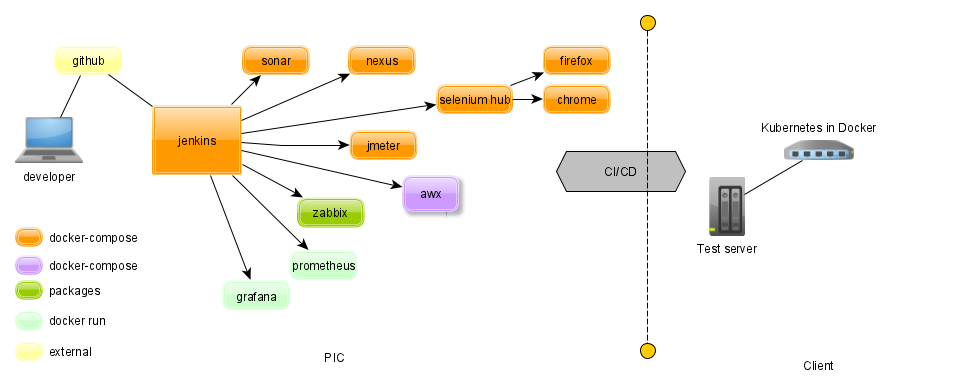 github
sonar
nexus
firefox
selenium hub
chrome
jenkins
jmeter
developer
awx
zabbix
prometheus
grafana
docker-compose
docker-compose
packages
docker run
external
PIC
CI/CD
Kubernetes in Docker
Test server
Client